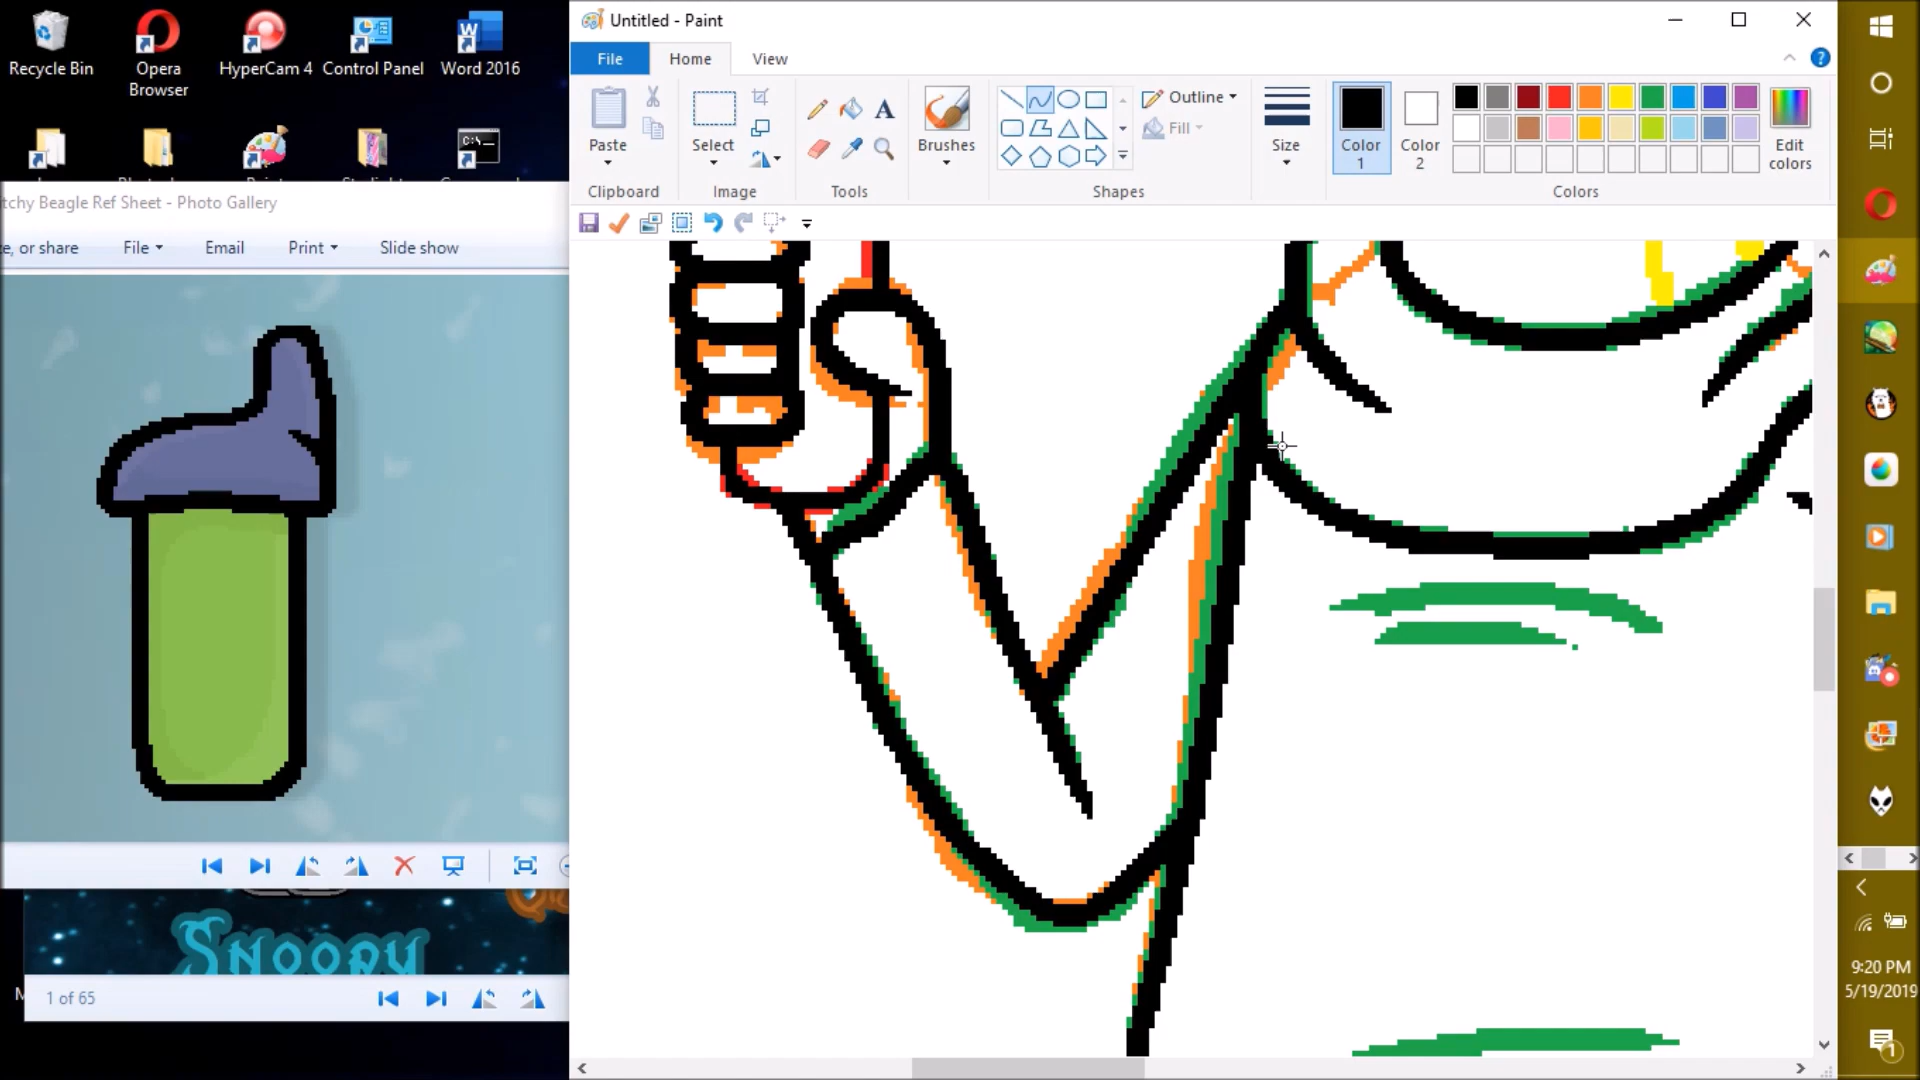 Recycle Bin
Opera
Browser
HyperCam 4
Control Panel
Word 2016
C:\_
tchy Beagle Ref Sheet - Photo Gallery
e, or share
File
Email
Print
Slide show
Snoopy
1 of 65
Untitled - Paint
File
Home
View
Paste
Select
A
Brushes
Outline
Fill
Size
Color
1
Color
2
Edit
colors
Clipboard
Image
Tools
Shapes
Colors
9:20 PM
5/19/2019
1